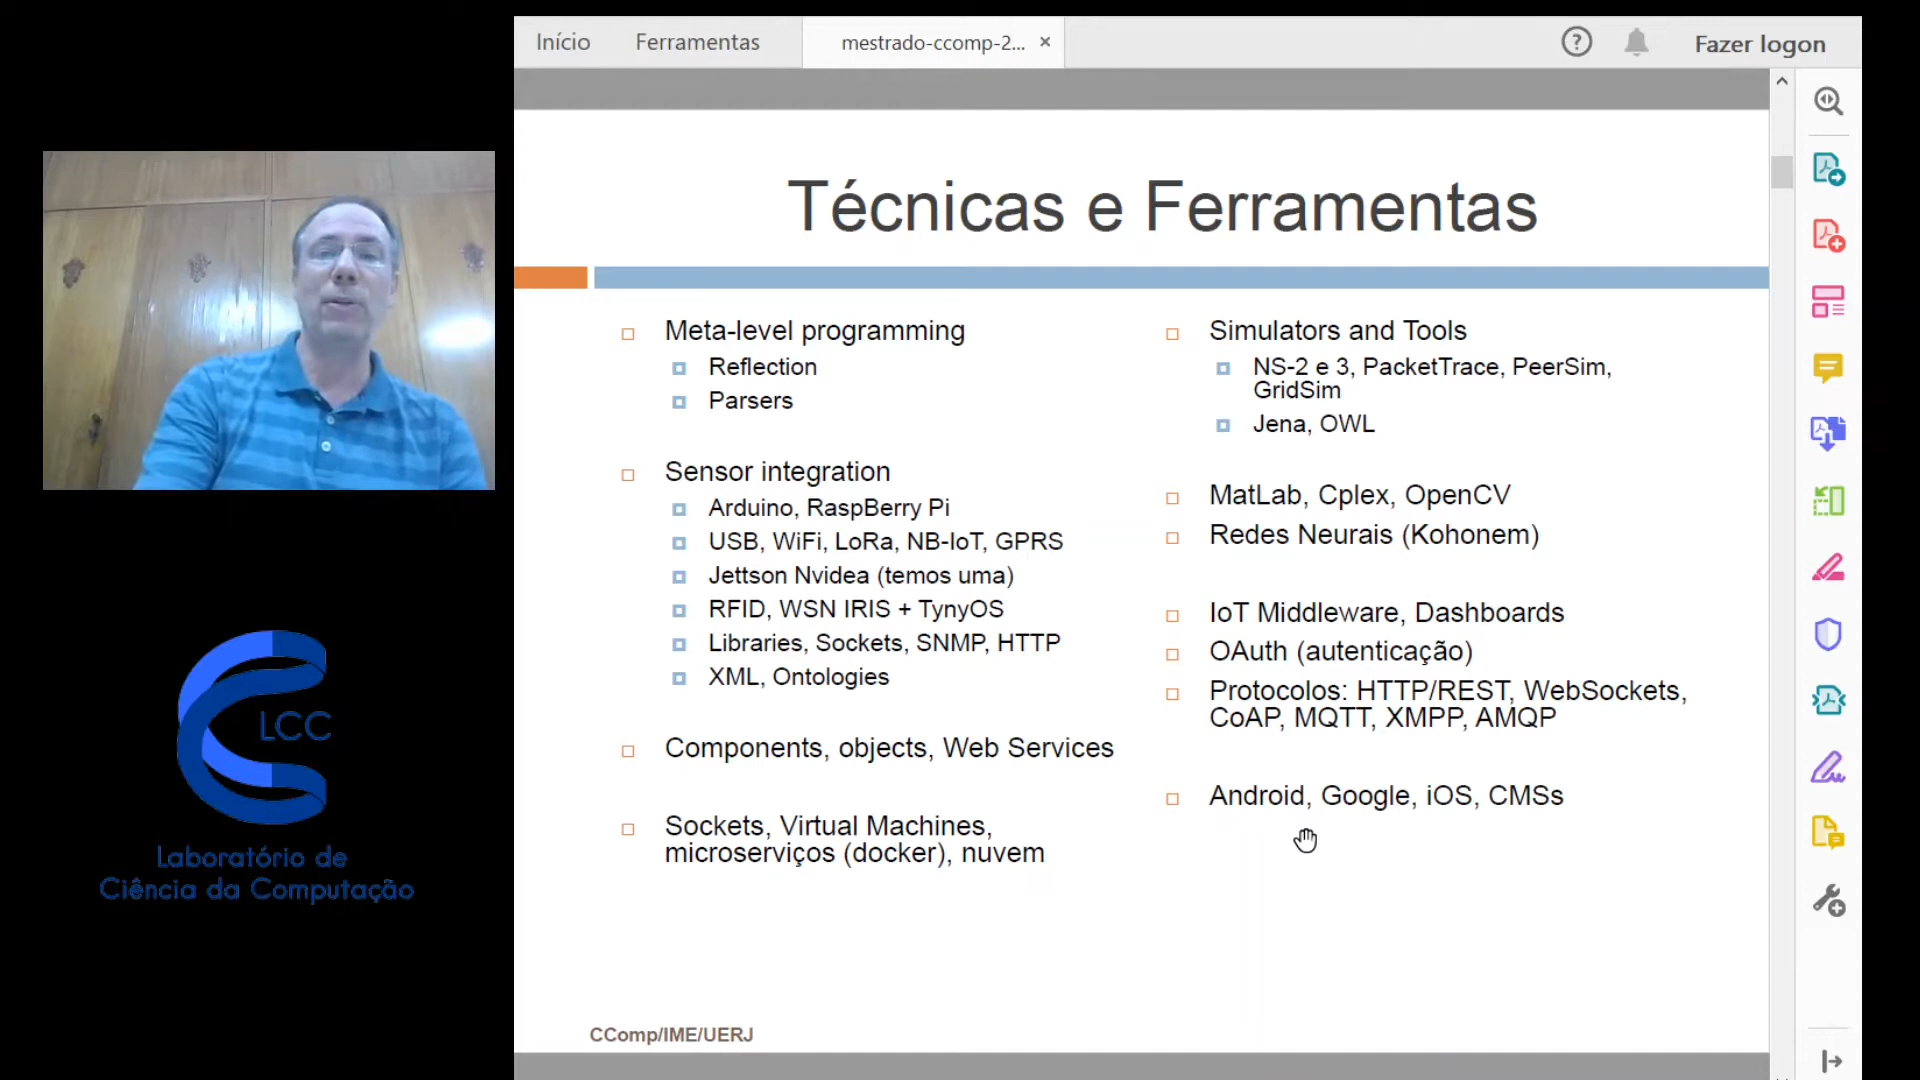 Início
Ferramentas
mestrado-ccomp-2...
Fazer logon
Técnicas e Ferramentas
Meta-level programming
Reflection
Parsers
Sensor integration
Arduino, RaspBerry Pi
USB, WiFi, LoRa, NB-IoT, GPRS
Jettson Nvidea (temos uma)
RFID, WSN IRIS + TynyOS
Libraries, Sockets, SNMP, HTTP
XML, Ontologies
Components, objects, Web Services
Sockets, Virtual Machines,
microserviços (docker), nuvem
Simulators and Tools
NS-2 e 3, PacketTrace, PeerSim,
GridSim
Jena, OWL
MatLab, Cplex, OpenCV
Redes Neurais (Kohonem)
IoT Middleware, Dashboards
OAuth (autenticação)
Protocolos: HTTP/REST, WebSockets,
CoAP, MQTT, XMPP, AMQP
Android, Google, iOS, CMSs
CComp/IME/UERJ
LCC
Laboratório de
Ciência da Computação